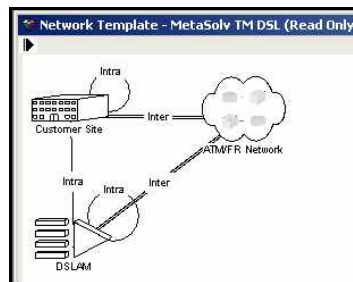 Network Template - MetaSolv TM DSL (Read Only
Intra
Customer Site
Inter
ATM/FR Network
Intra
Intra
Inter
DSLAM